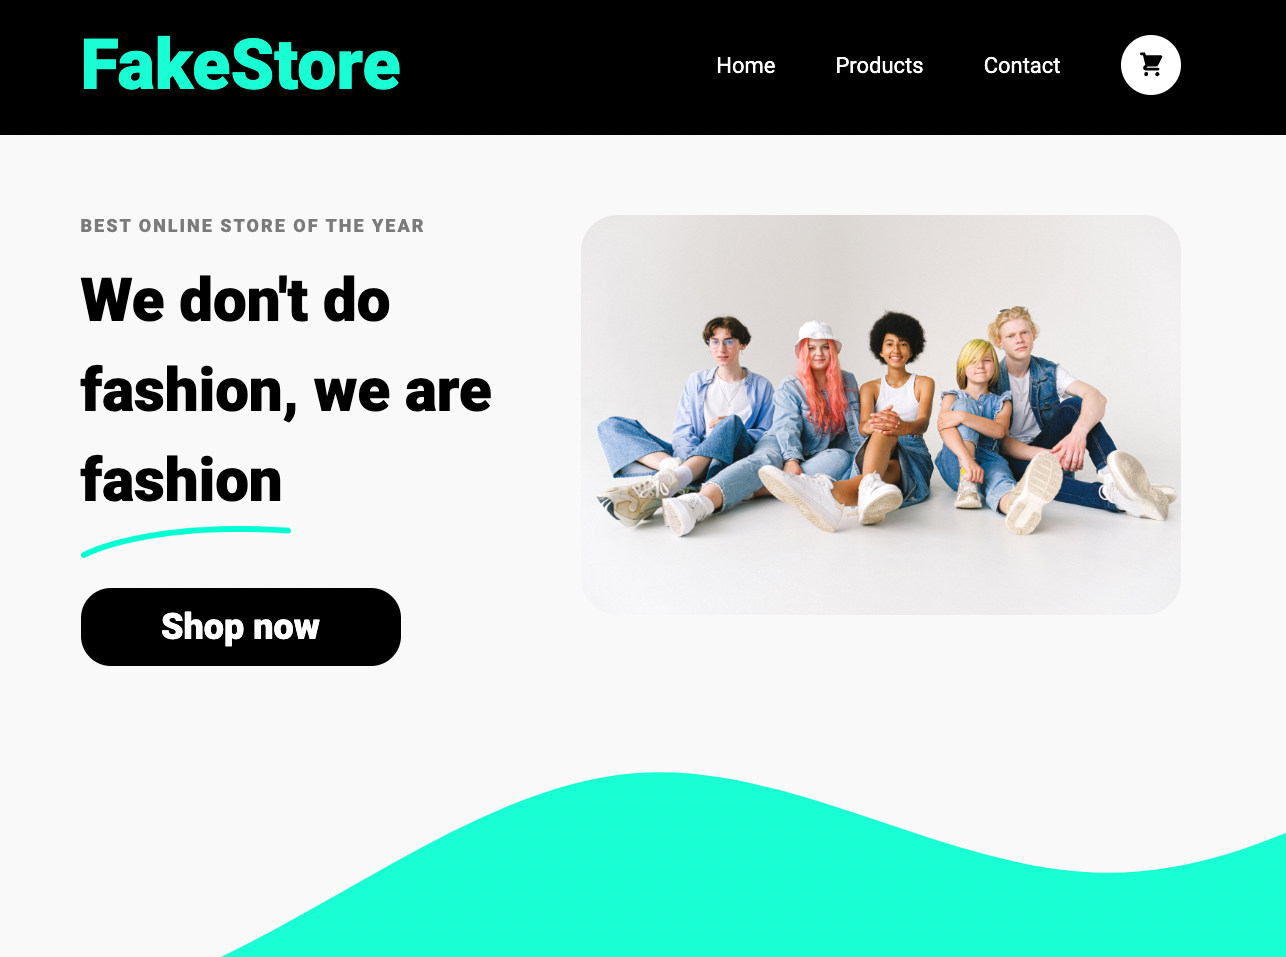 FakeStore
Home Products Contact
BEST ONLINE STORE OF THE YEAR
We don't do
fashion, we are
fashion
Shop now